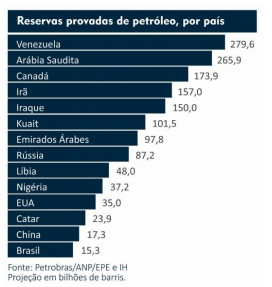 Reservas provadas de petróleo, por país
Venezuela 279,6
Arábia Saudita 265,9
Canadá 173,9
Irã 157,0
Iraque 150,0
Kuait 101,5
Emirados Árabes 97,8
Rússia 87,2
Líbia 48,0
Nigéria 37,2
EUA 35,0
Catar 23,9
China 17,3
Brasil 15,3
Fonte: Petrobras/ANP/EPE e IH
Projeção em bilhões de barris.